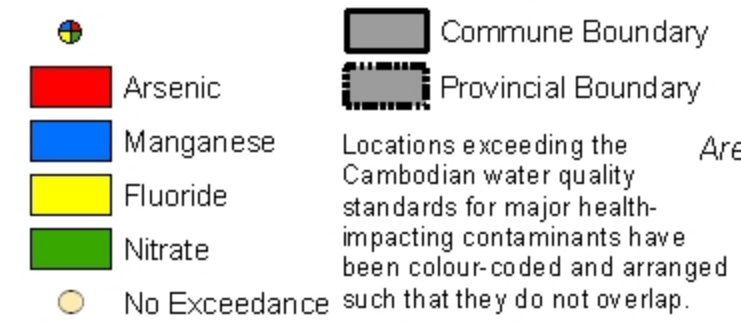 Arsenic
Manganese
Fluoride
Nitrate
No Exceedance
Commune Boundary
Provincial Boundary
Locations exceeding the
Cambodian water quality
standards for major health-
impacting contaminants have
been colour-coded and arranged
such that they do not overlap.